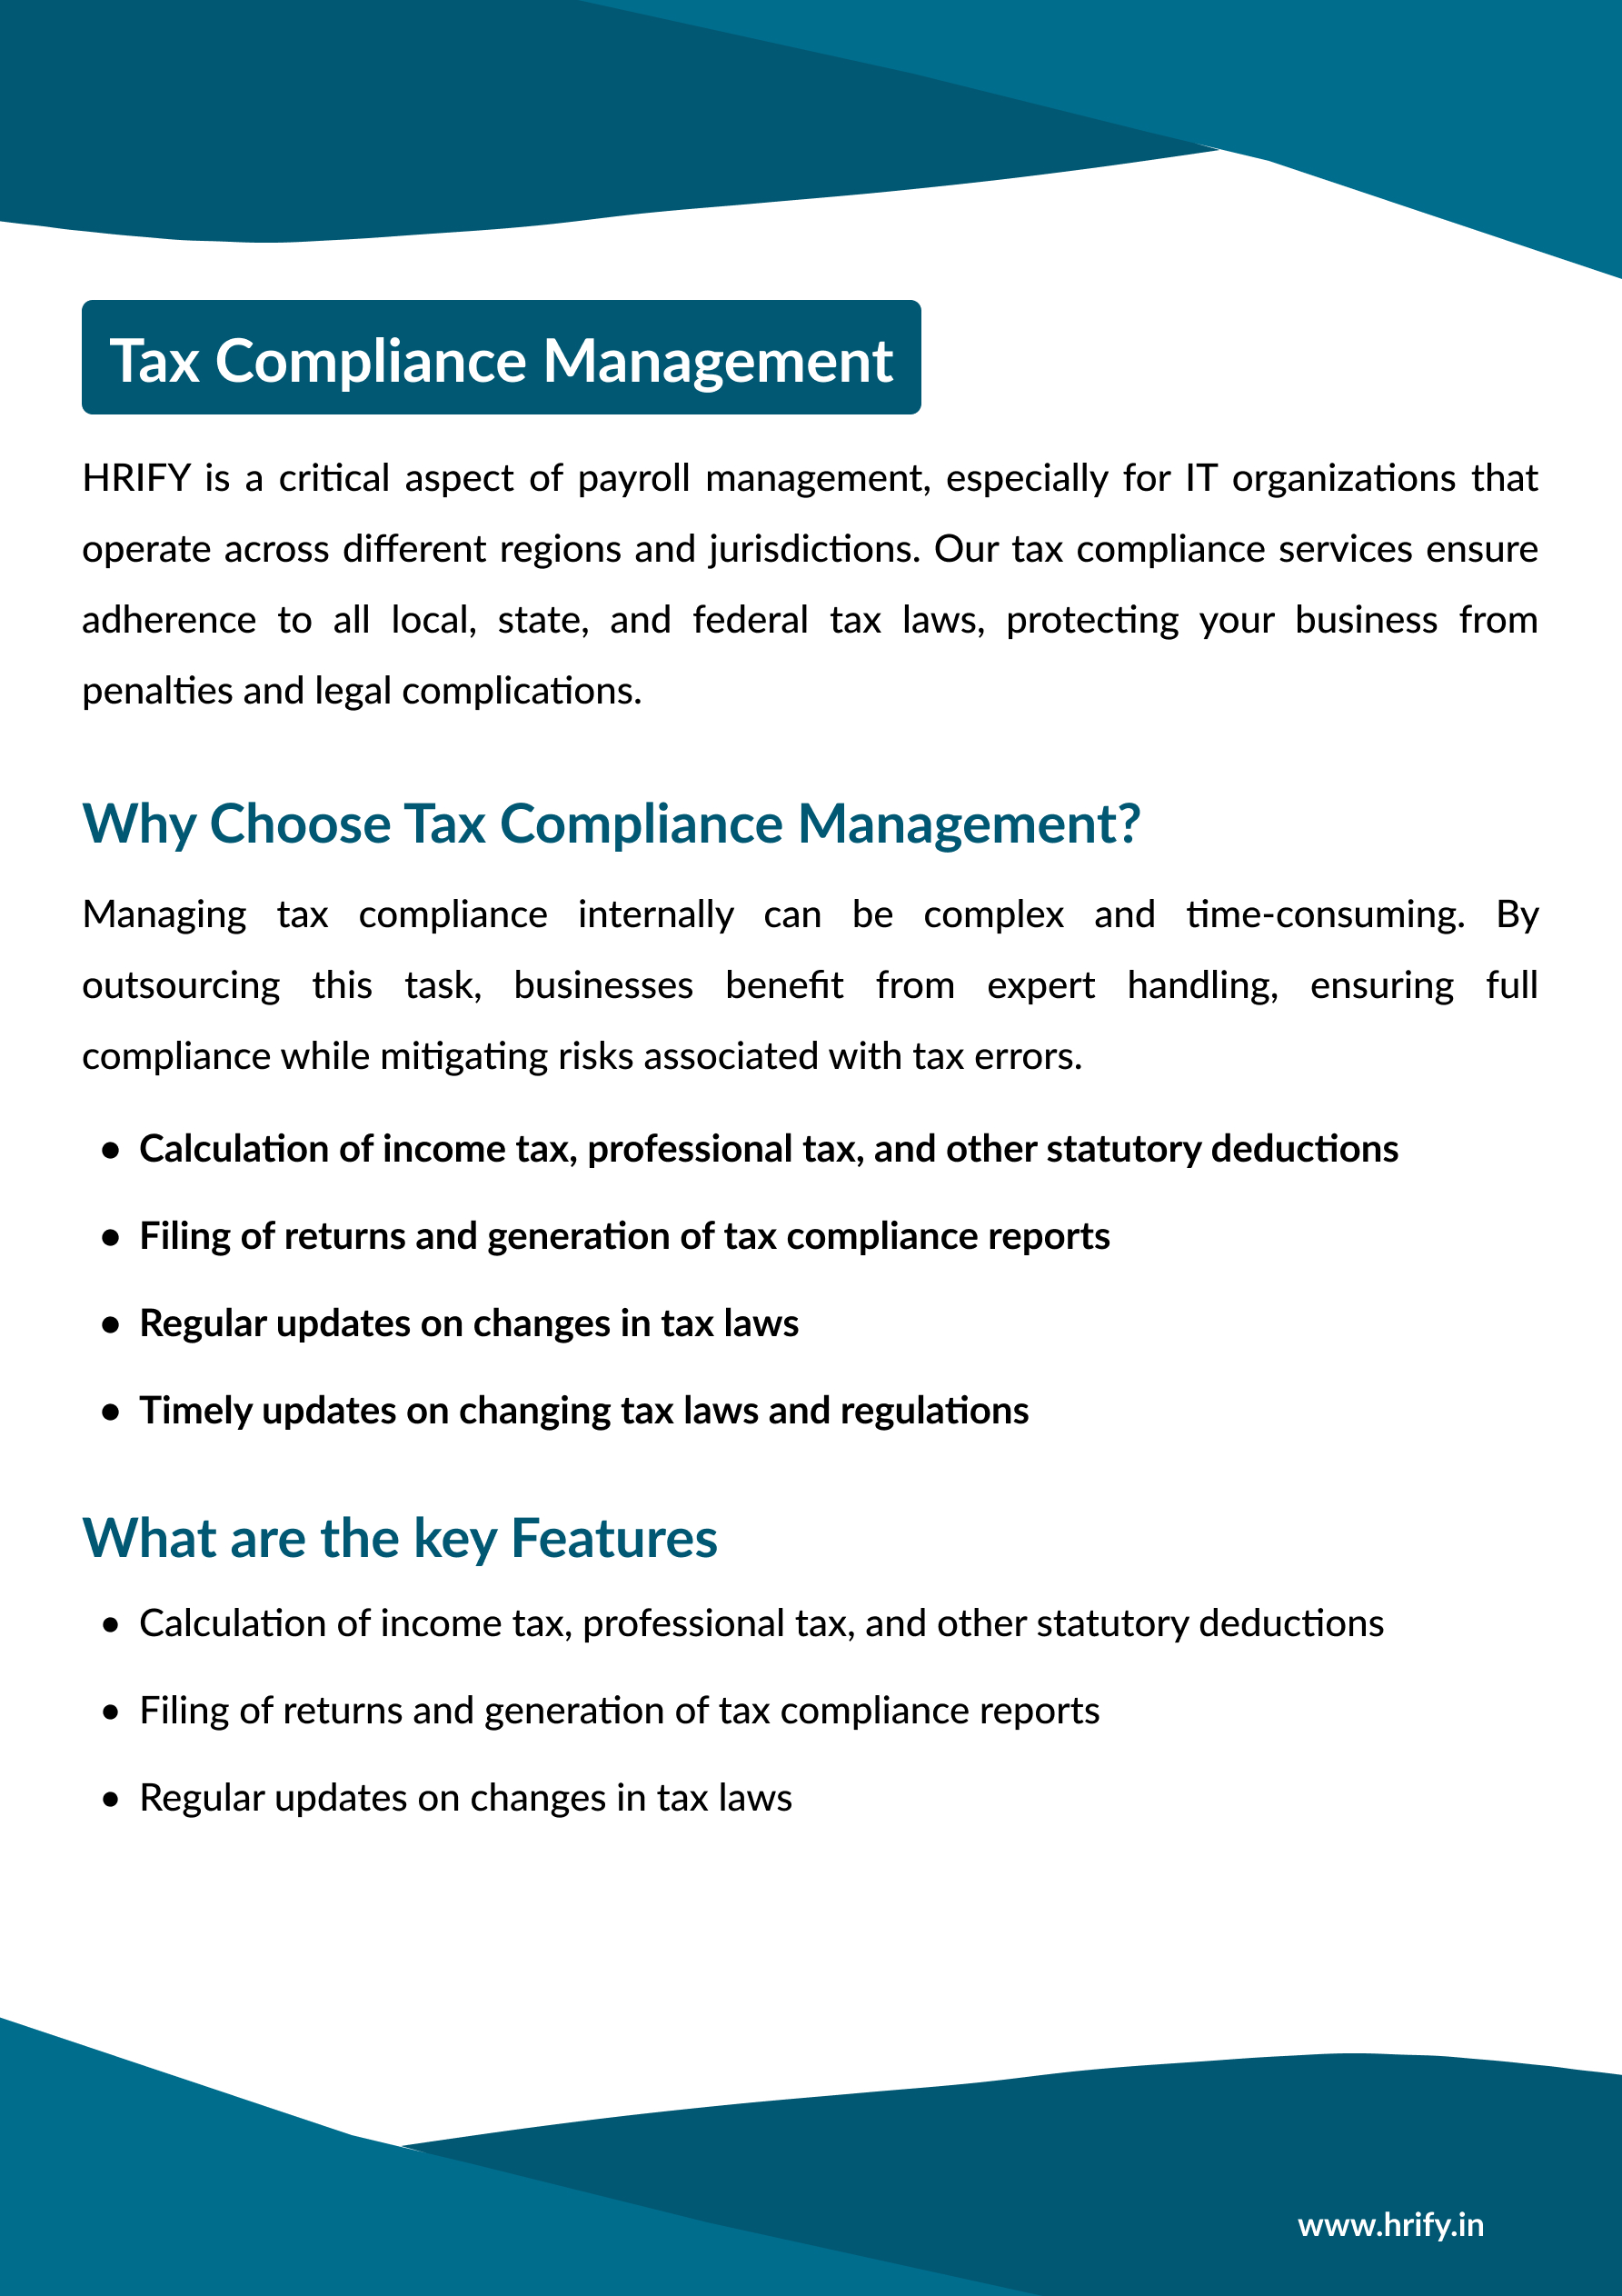 Tax Compliance Management
HRIFY is a critical aspect of payroll management, especially for IT organizations that
operate across different regions and jurisdictions. Our tax compliance services ensure
adherence to all local, state, and federal tax laws, protecting your business from
penalties and legal complications.
Why Choose Tax Compliance Management?
Managing tax compliance internally can be complex and time-consuming. By
outsourcing this task, businesses benefit from expert handling, ensuring full
compliance while mitigating risks associated with tax errors.
● Calculation of income tax, professional tax, and other statutory deductions
● Filing of returns and generation of tax compliance reports
● Regular updates on changes in tax laws
● Timely updates on changing tax laws and regulations
What are the key Features
● Calculation of income tax, professional tax, and other statutory deductions
● Filing of returns and generation of tax compliance reports
● Regular updates on changes in tax laws
www.hrify.in